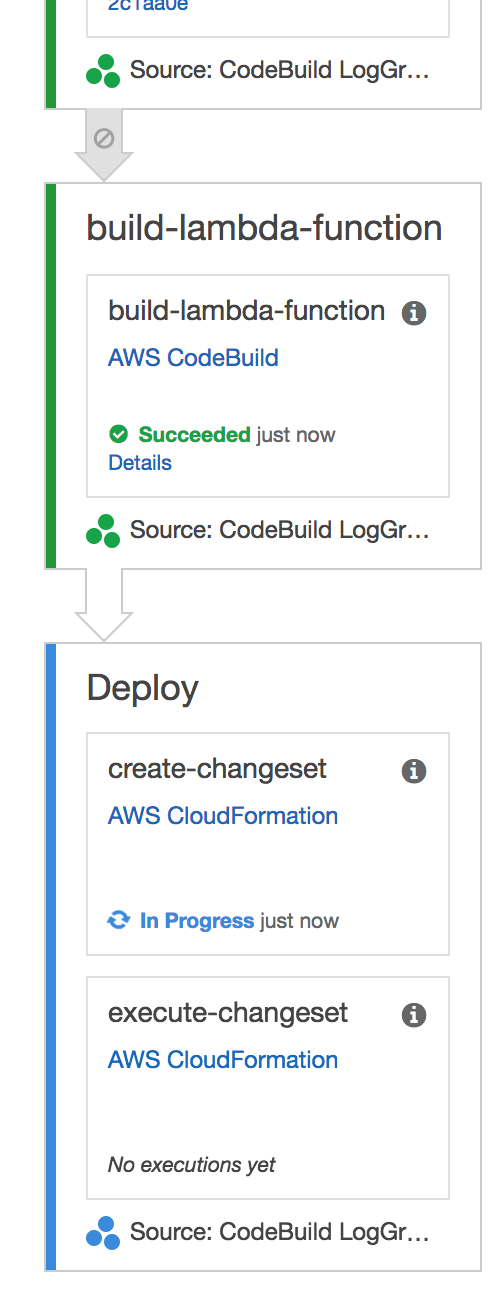 2c1aa0e
Source: CodeBuild LogGr…
build-lambda-function
build-lambda-function
AWS CodeBuild
Succeeded just now
Details
Source: CodeBuild LogGr…
Deploy
create-changeset
AWS CloudFormation
In Progress just now
execute-changeset
AWS CloudFormation
No executions yet
Source: CodeBuild LogGr…